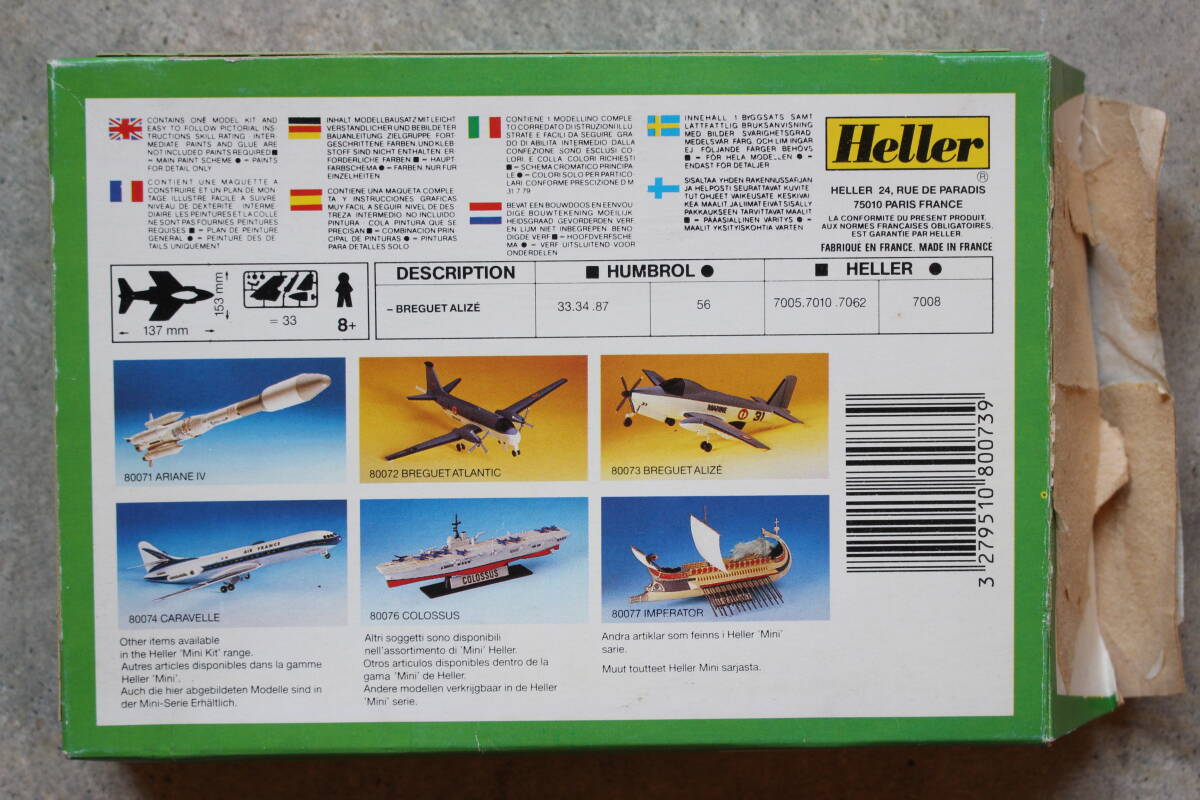 CONTAINS ONE MODEL KIT AND
EASY TO FOLLOW PICTORIAL INS-
TRUCTIONS SKILL RATING · INTER-
MEDIATE PAINTS AND GLUE ARE
NOT INCLUDED PAINTS REQUIRED ■
= MAIN PAINT SCHEME ● = PAINTS
FOR DETAIL ONLY
CONTIENT UNE MAQUETTE A
CONSTRUIRE ET UN PLAN DE MON-
TAGE ILLUSTRE FACILE A SUIVRE
NIVEAU DE DEXTERITE INTERME-
DIAIRE LES PEINTURES ET LA COLLE
NE SONT PAS FOURNIES PEINTURES
REQUISES ■ = PLAN DE PEINTURE
GENERAL ● = PEINTURE DES DE-
TAILS UNIQUEMENT
INHALT MODELLBAUSATZ MIT LEICHT
VERSTANDLICHER UND BEBILDETER
BAUANLEITUNG ZIELGRUPPE FORT-
GESCHRITTENE FARBEN UND KLEB
STOFF SIND NICHT ENTHALTEN ER-
FORDERLICHE FARBEN ■ = HAUPT
FARBSCHEMA ● = FARBEN NUR FUR
EINZELHEITEN
CONTIENE UNA MAQUETA COMPLE
TA Y INSTRUCCIONES GRAFICAS
MUY FACIL A SEGUIR NIVEL DE DES-
TREZA INTERMEDIO NO INCLUIDO
PINTURA · COLA PINTURA QUE SE
PRECISAN ■ = COMBINACION PRIN-
CIPAL DE PINTURAS ● = PINTURAS
PARA DETALLES SOLO
CONTIENE 1 MODELLINO COMPLE
TO CORREDATO DI ISTRUZIONI ILLU
STRATE E FACILI DA SEGUIRE GRA-
DO DI ABILITA INTERMEDIO DALLA
CONFEZIONE SONO ESCLUSI CO
LORI E COLLA COLORI RICHIESTI
■ = SCHEMA CROMATICO PRINCIPA
LE ● = COLORI SOLO PER PARTICO
LARI CONFORME PRESCIZIONE D M
31 7 79
BEVAT EEN BOUWDOOS EN EENVOU
DIGE BOUWTEKENING MOEILIJK
HEIDSGRAAD GEVORDERDEN VERF
EN LIJM NIET INBEGREPEN BENO
DIGDE VERF ■ = HOOFDVERFSCHE
MA ● = VERF UITSLUITEND VOOR
ONDERDELEN
INNEHALL 1 BYGGSATS SAMT
LATTFATTLIG BRUKSANVISNING
MED BILDER SVARIGHETSGRAD
MEDELSVAR FARG OCH LIM INGAR
EJ FOLJANDE FARGER BEHOVS
■ = FOR HELA MODELLEN ● =
ENDAST FOR DETALJER
SISALTAA YHDEN RAKENNUSSARJAN
JA HELPOSTI SEURATTAVAT KUVITE
TUT OHJEET VAIKEUSATE KESKIVAI
KEA MAALIT JA LIIMAT EIVAT SISALLY
PAKKAUKSEEN TARVITTAVAT MAALIT
■ = PAAASIALLINEN VARITYS ● =
MAALIT YKSITYISKOHTIA VARTEN
Heller
®
HELLER 24, RUE DE PARADIS
75010 PARIS FRANCE
LA CONFORMITÉ DU PRESENT PRODUIT,
AUX NORMES FRANCAISES OBLIGATOIRES,
EST GARANTIE PAR HELLER.
FABRIQUE EN FRANCE. MADE IN FRANCE
137 mm
153 mm
= 33
8+
DESCRIPTION ■ HUMBROL ● ■ HELLER ●
– BREGUET ALIZÉ 33.34 .87 56 7005.7010 .7062 7008
80071 ARIANE IV
80072 BREGUET ATLANTIC
MARINE 31
80073 BREGUET ALIZÉ
AIR FRANCE
80074 CARAVELLE
COLOSSUS
80076 COLOSSUS
80077 IMPERATOR
3 279510 800739
Other items available
in the Heller 'Mini Kit' range.
Autres articles disponibles dans la gamme
Heller 'Mini'.
Auch die hier abgebildeten Modelle sind in
der Mini-Serie Erhältlich.
Altri soggetti sono disponibili
nell'assortimento di 'Mini' Heller.
Otros articulos disponibles dentro de la
gama 'Mini' de Heller.
Andere modellen verkrijgbaar in de Heller
'Mini' serie.
Andra artiklar som feinns i Heller 'Mini'
sarie.
Muut toutteet Heller Mini sarjasta.